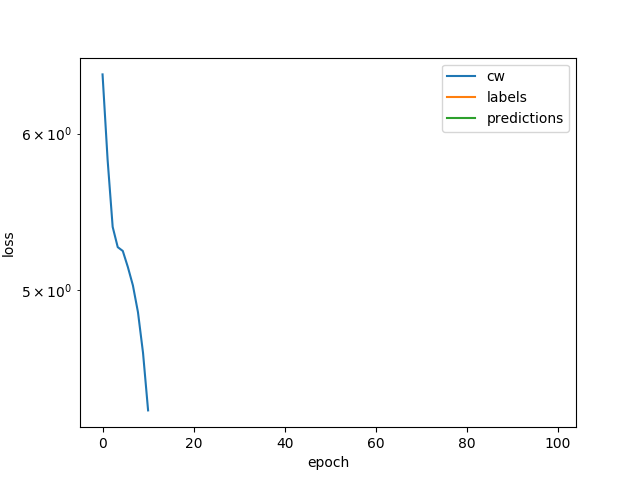 cw
labels
predictions
6 × 10⁰
5 × 10⁰
loss
0 20 40 60 80 100
epoch